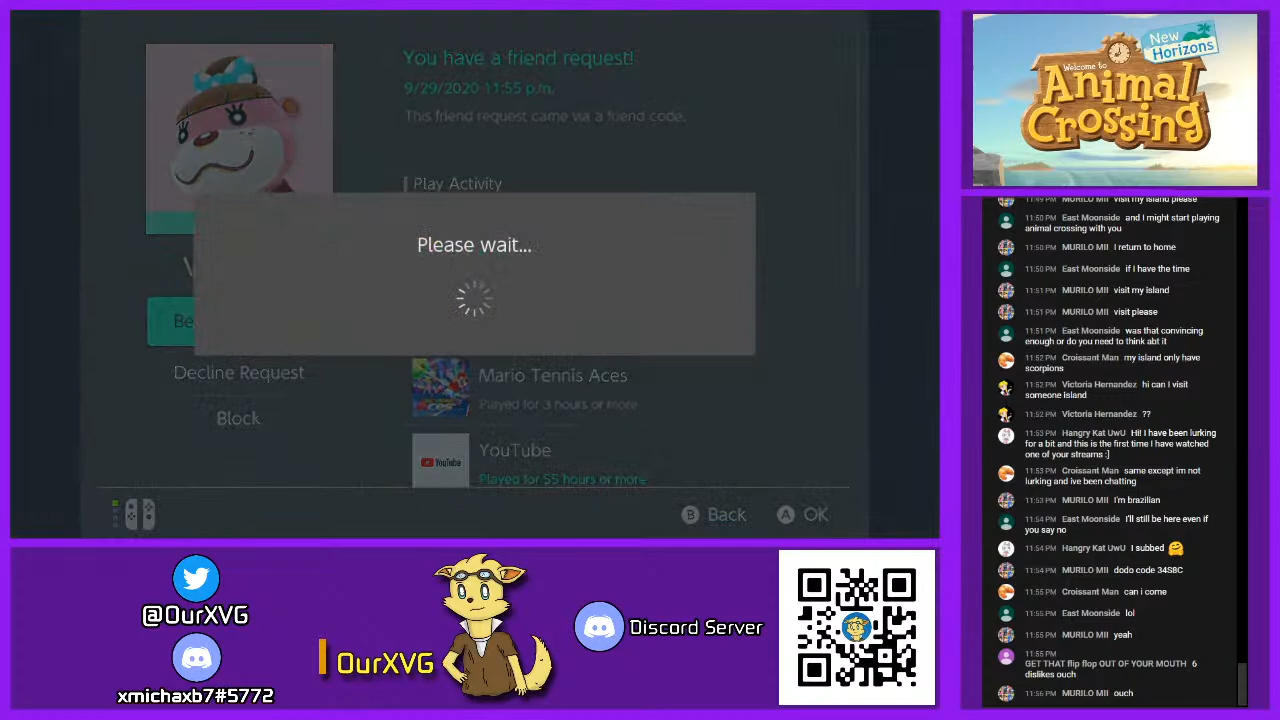 You have a friend request!
9/29/2020 11:55 p.m.
This friend request came via a friend code.
Play Activity
Please wait...
Be
Decline Request
Block
Mario Tennis Aces
Played for 3 hours or more
YouTube
YouTube
Played for 55 hours or more
B Back
A OK
Welcome to
Animal
Crossing
New
Horizons
11:49 PM MURILO MII visit my island please
11:50 PM East Moonside and I might start playing
animal crossing with you
11:50 PM MURILO MII I return to home
11:50 PM East Moonside if I have the time
11:51 PM MURILO MII visit my island
11:51 PM MURILO MII visit please
11:51 PM East Moonside was that convincing
enough or do you need to think abt it
11:52 PM Croissant Man my island only have
scorpions
11:52 PM Victoria Hernandez hi can I visit
someone island
11:52 PM Victoria Hernandez ??
11:53 PM Hangry Kat UwU Hi! I have been lurking
for a bit and this is the first time I have watched
one of your streams :]
11:53 PM Croissant Man same except im not
lurking and ive been chatting
11:53 PM MURILO MII I'm brazilian
11:54 PM East Moonside I'll still be here even if
you say no
11:54 PM Hangry Kat UwU I subbed 🤗
11:54 PM MURILO MII dodo code 34S8C
11:55 PM Croissant Man can i come
11:55 PM East Moonside lol
11:55 PM MURILO MII yeah
11:55 PM
GET THAT flip flop OUT OF YOUR MOUTH 6
dislikes ouch
11:56 PM MURILO MII ouch
@OurXVG
xmichaxb7#5772
OurXVG
Discord Server